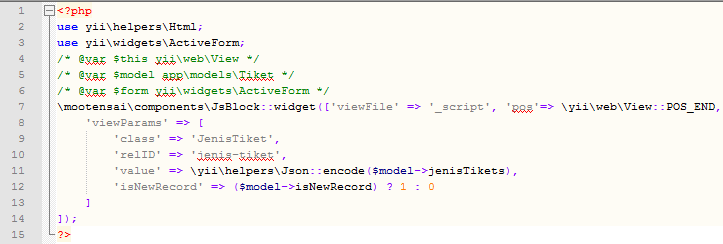 1 <?php
2 use yii\helpers\Html;
3 use yii\widgets\ActiveForm;
4 /* @var $this yii\web\View */
5 /* @var $model app\models\Tiket */
6 /* @var $form yii\widgets\ActiveForm */
7 \mootensai\components\JsBlock::widget(['viewFile' => '_script', 'pos'=> \yii\web\View::POS_END,
8     'viewParams' => [
9         'class' => 'JenisTiket',
10         'relID' => 'jenis-tiket',
11         'value' => \yii\helpers\Json::encode($model->jenisTikets),
12         'isNewRecord' => ($model->isNewRecord) ? 1 : 0
13     ]
14 ]);
15 ?>